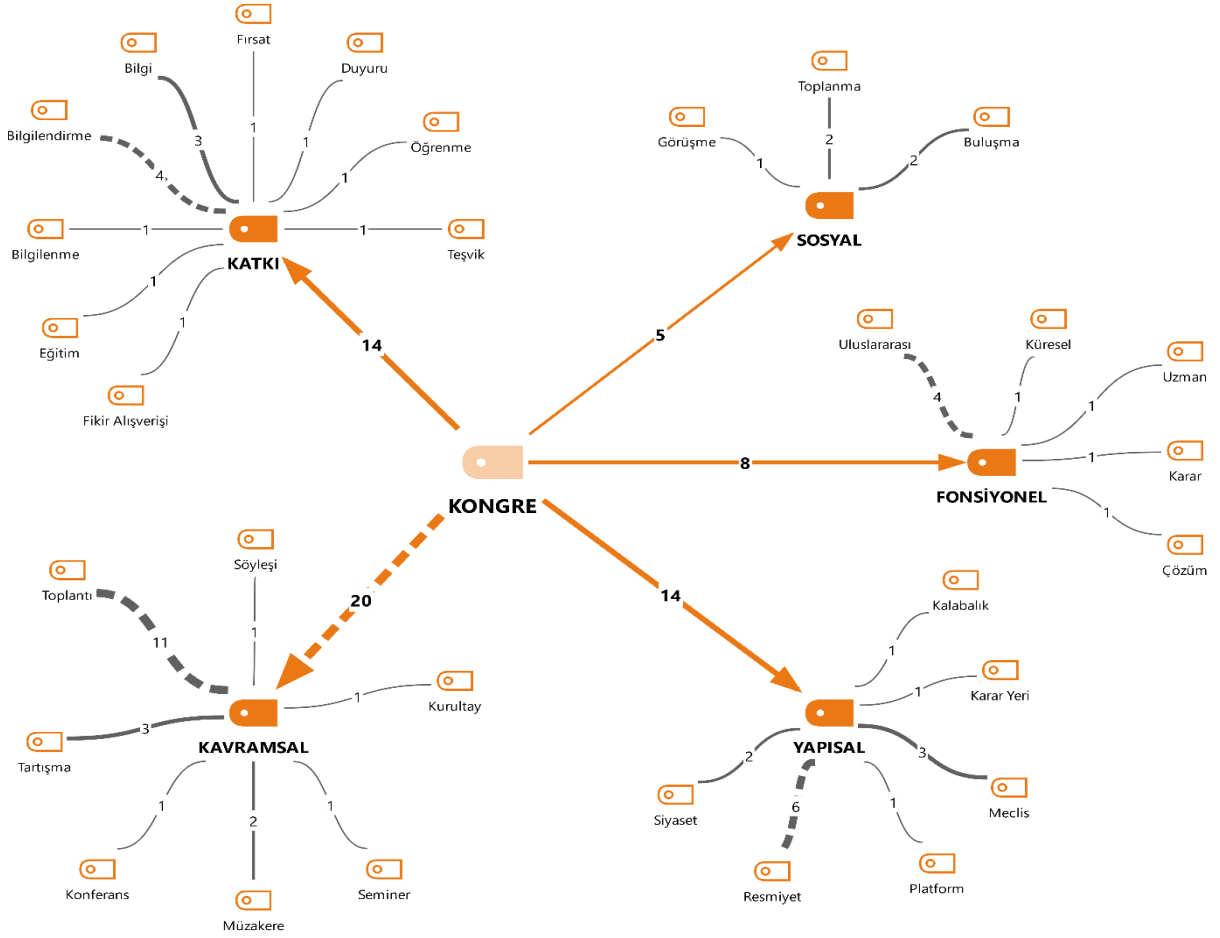 Fırsat
Bilgi
Duyuru
Bilgilendirme
Öğrenme
3
1
1
4
1
Bilgilenme
1
1
Teşvik
KATKI
1
1
Eğitim
Fikir Alışverişi
14
Toplanma
Görüşme
Buluşma
1
2
2
SOSYAL
5
Uluslararası
Küresel
Uzman
4
1
1
8
1
Karar
FONSİYONEL
1
Çözüm
KONGRE
20
14
Söyleşi
Toplantı
11
1
1
Kurultay
3
Tartışma
KAVRAMSAL
1
2
1
Konferans
Müzakere
Seminer
Kalabalık
1
1
Karar Yeri
YAPISAL
2
3
Siyaset
6
1
Meclis
Resmiyet
Platform